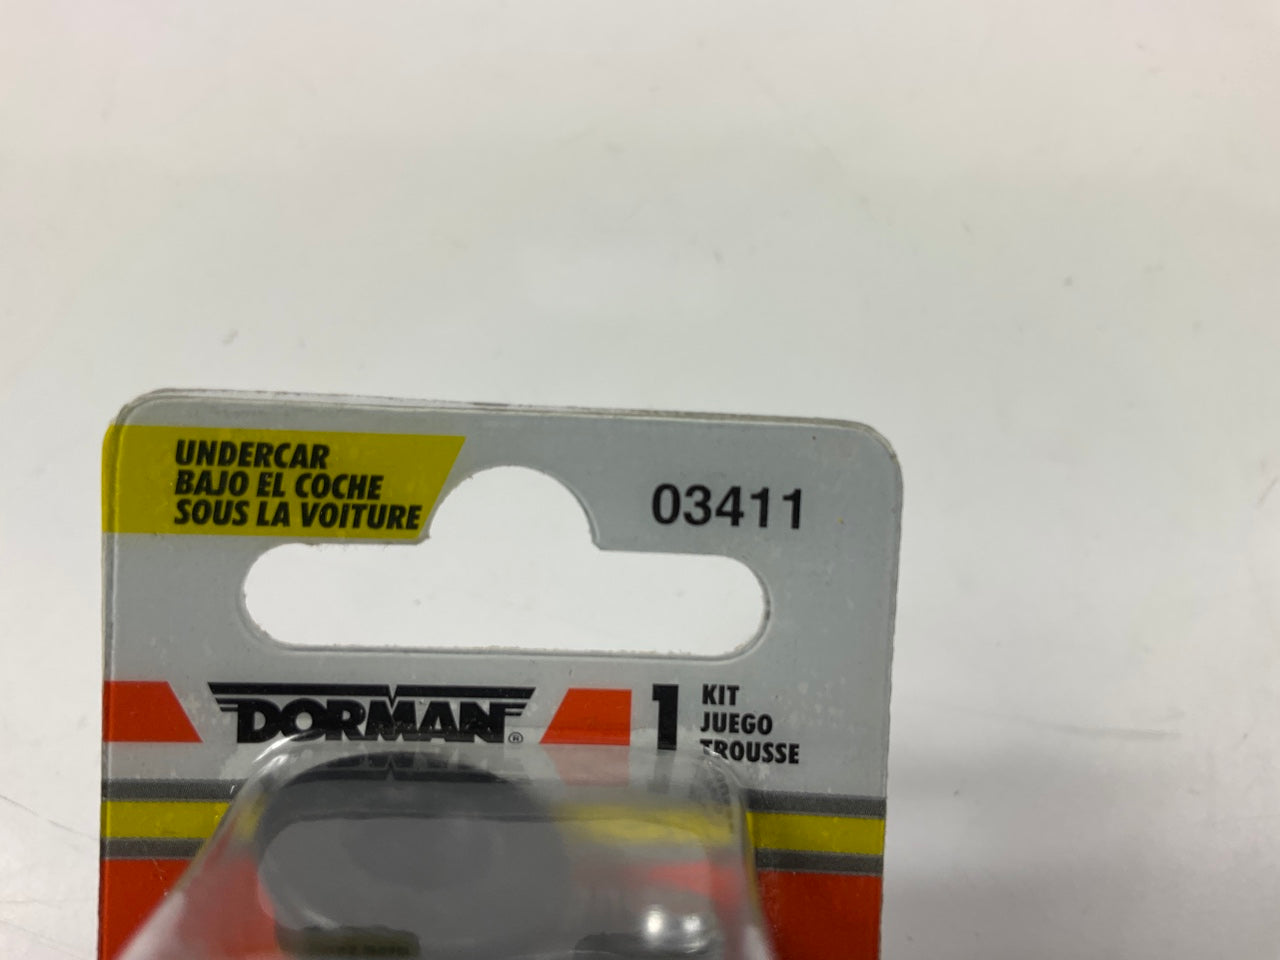 UNDERCAR
BAJO EL COCHE
SOUS LA VOITURE
03411
DORMAN®
1
KIT
JUEGO
TROUSSE